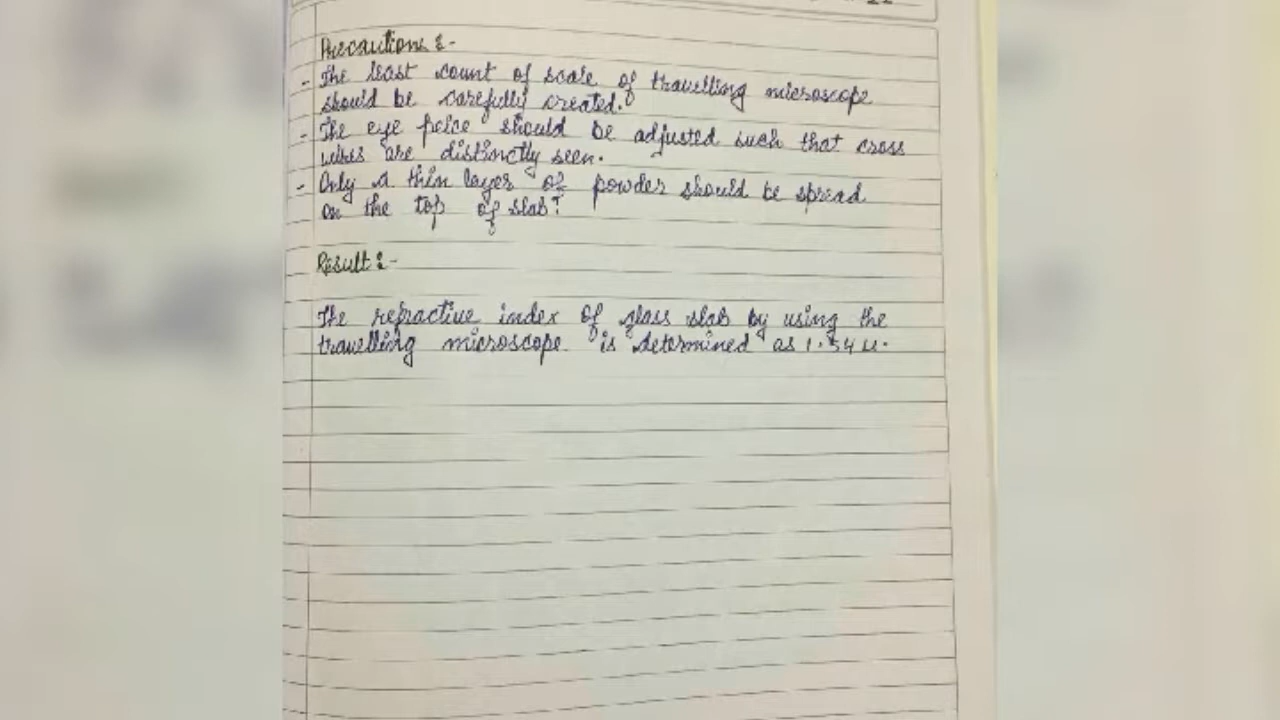 Precautions :-
- The least count of scale of travelling microscope
should be carefully created.
- The eye peice should be adjusted such that cross
wires are distinctly seen.
- Only a thin layer of powder should be spread
on the top of slab.
Result :-
The refractive index of glass slab by using the
travelling microscope is determined as 1.54 u.